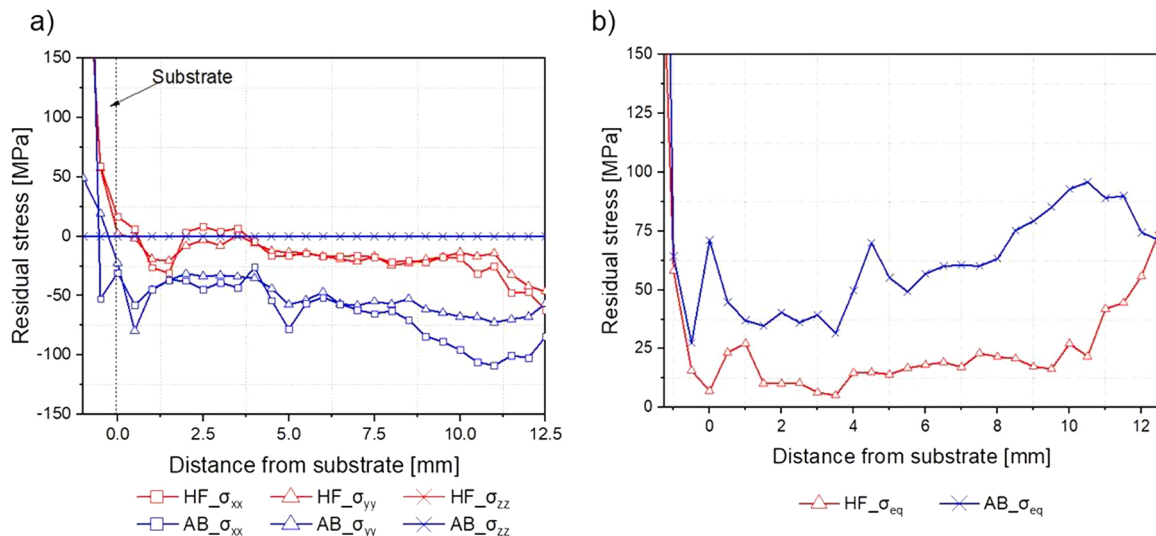 a)
150
100
50
0
-50
-100
-150
Residual stress [MPa]
Substrate
0.0 2.5 5.0 7.5 10.0 12.5
Distance from substrate [mm]
HF_σxx HF_σyy HF_σzz
AB_σxx AB_σyy AB_σzz
b)
150
125
100
75
50
25
0
Residual stress [MPa]
0 2 4 6 8 10 12
Distance from substrate [mm]
HF_σeq AB_σeq